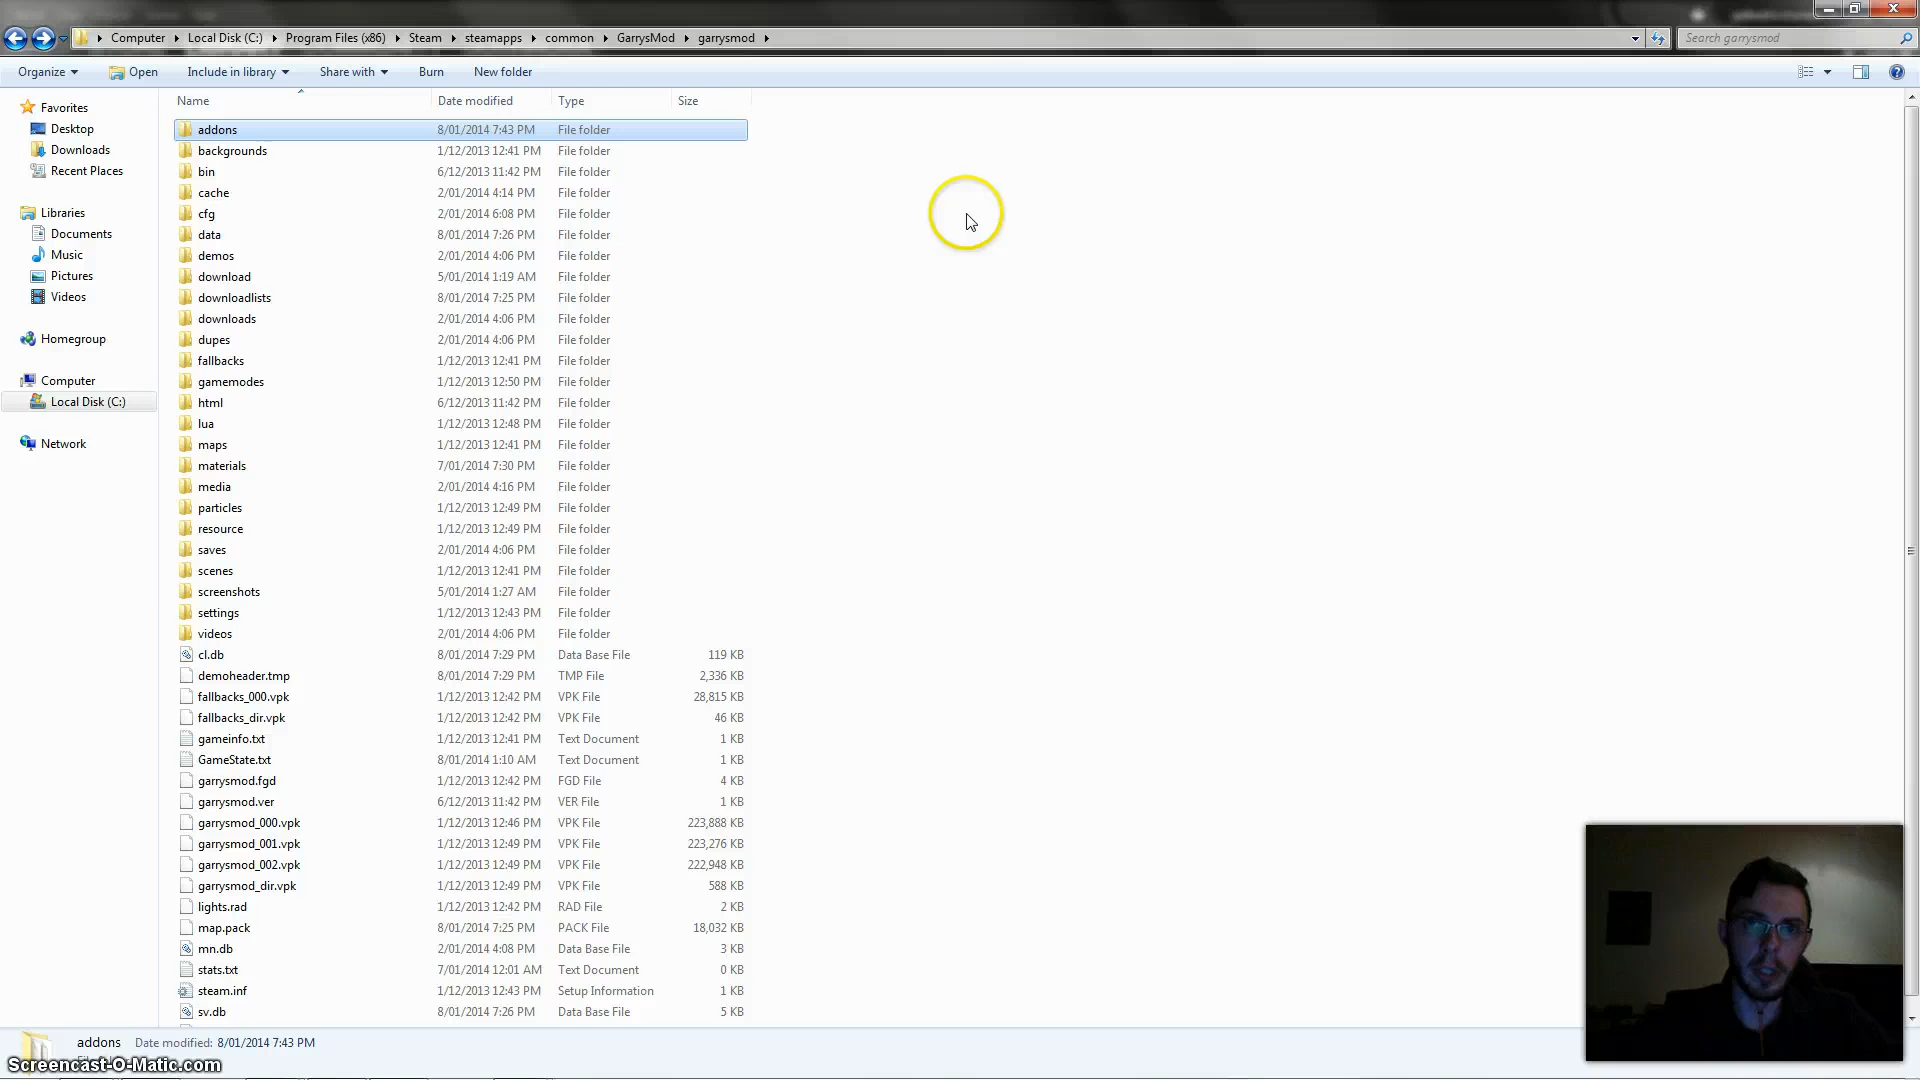 Computer Local Disk (C:) Program Files (x86) Steam steamapps common GarrysMod garrysmod Search garrysmod
Organize Open Include in library Share with Burn New folder
Favorites
Desktop
Downloads
Recent Places
Libraries
Documents
Music
Pictures
Videos
Homegroup
Computer
Local Disk (C:)
Network
Name Date modified Type Size
addons 8/01/2014 7:43 PM File folder
backgrounds 1/12/2013 12:41 PM File folder
bin 6/12/2013 11:42 PM File folder
cache 2/01/2014 4:14 PM File folder
cfg 2/01/2014 6:08 PM File folder
data 8/01/2014 7:26 PM File folder
demos 2/01/2014 4:06 PM File folder
download 5/01/2014 1:19 AM File folder
downloadlists 8/01/2014 7:25 PM File folder
downloads 2/01/2014 4:06 PM File folder
dupes 2/01/2014 4:06 PM File folder
fallbacks 1/12/2013 12:41 PM File folder
gamemodes 1/12/2013 12:50 PM File folder
html 6/12/2013 11:42 PM File folder
lua 1/12/2013 12:48 PM File folder
maps 1/12/2013 12:41 PM File folder
materials 7/01/2014 7:30 PM File folder
media 2/01/2014 4:16 PM File folder
particles 1/12/2013 12:49 PM File folder
resource 1/12/2013 12:49 PM File folder
saves 2/01/2014 4:06 PM File folder
scenes 1/12/2013 12:41 PM File folder
screenshots 5/01/2014 1:27 AM File folder
settings 1/12/2013 12:43 PM File folder
videos 2/01/2014 4:06 PM File folder
cl.db 8/01/2014 7:29 PM Data Base File 119 KB
demoheader.tmp 8/01/2014 7:29 PM TMP File 2,336 KB
fallbacks_000.vpk 1/12/2013 12:42 PM VPK File 28,815 KB
fallbacks_dir.vpk 1/12/2013 12:42 PM VPK File 46 KB
gameinfo.txt 1/12/2013 12:41 PM Text Document 1 KB
GameState.txt 8/01/2014 1:10 AM Text Document 1 KB
garrysmod.fgd 1/12/2013 12:42 PM FGD File 4 KB
garrysmod.ver 6/12/2013 11:42 PM VER File 1 KB
garrysmod_000.vpk 1/12/2013 12:46 PM VPK File 223,888 KB
garrysmod_001.vpk 1/12/2013 12:49 PM VPK File 223,276 KB
garrysmod_002.vpk 1/12/2013 12:49 PM VPK File 222,948 KB
garrysmod_dir.vpk 1/12/2013 12:49 PM VPK File 588 KB
lights.rad 1/12/2013 12:42 PM RAD File 2 KB
map.pack 8/01/2014 7:25 PM PACK File 18,032 KB
mn.db 2/01/2014 4:08 PM Data Base File 3 KB
stats.txt 7/01/2014 12:01 AM Text Document 0 KB
steam.inf 1/12/2013 12:43 PM Setup Information 1 KB
sv.db 8/01/2014 7:26 PM Data Base File 5 KB
addons Date modified: 8/01/2014 7:43 PM
Screencast-O-Matic.com